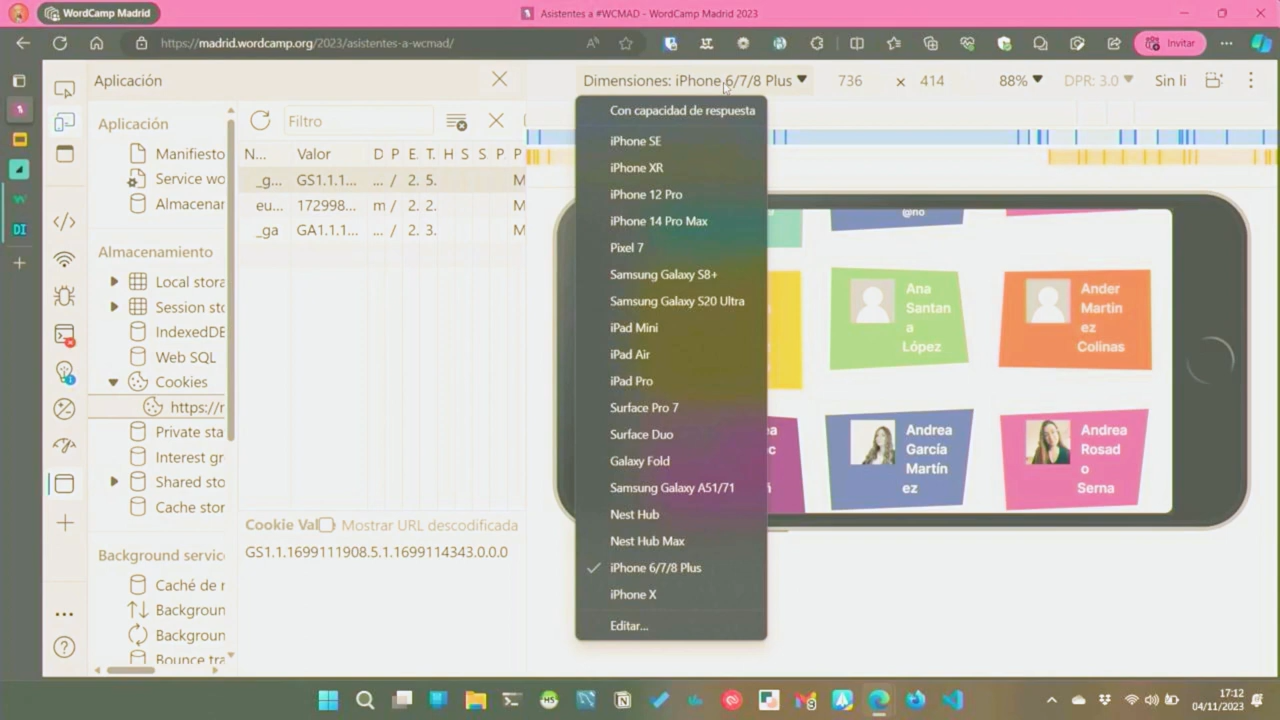 WordCamp Madrid
Asistentes a #WCMAD - WordCamp Madrid 2023
https://madrid.wordcamp.org/2023/asistentes-a-wcmad/
Invitar
Aplicación
Dimensiones: iPhone 6/7/8 Plus
736 x 414
88%
DPR: 3.0
Sin li
Aplicación
Manifiesto
Service wo
Almacenar
Almacenamiento
Local stora
Session sto
IndexedDB
Web SQL
Cookies
https://r
Private sta
Interest gr
Shared sto
Cache stor
Background servic
Caché de r
Backgroun
Backgroun
Bounce tra
Filtro
N... Valor D P E. T. H S S P. P
_g... GS1.1.1... ... / 2. 5. M
eu... 172998... m / 2. 2.
_ga GA1.1.1... ... / 2. 3. M
Cookie Val Mostrar URL descodificada
GS1.1.1699111908.5.1.1699114343.0.0.0
Con capacidad de respuesta
iPhone SE
iPhone XR
iPhone 12 Pro
iPhone 14 Pro Max
Pixel 7
Samsung Galaxy S8+
Samsung Galaxy S20 Ultra
iPad Mini
iPad Air
iPad Pro
Surface Pro 7
Surface Duo
Galaxy Fold
Samsung Galaxy A51/71
Nest Hub
Nest Hub Max
iPhone 6/7/8 Plus
iPhone X
Editar...
@no
Ana
Santan
a
López
Ander
Martin
ez
Colinas
Andrea
García
Martín
ez
Andrea
Rosad
o
Serna
DI
HS
17:12
04/11/2023